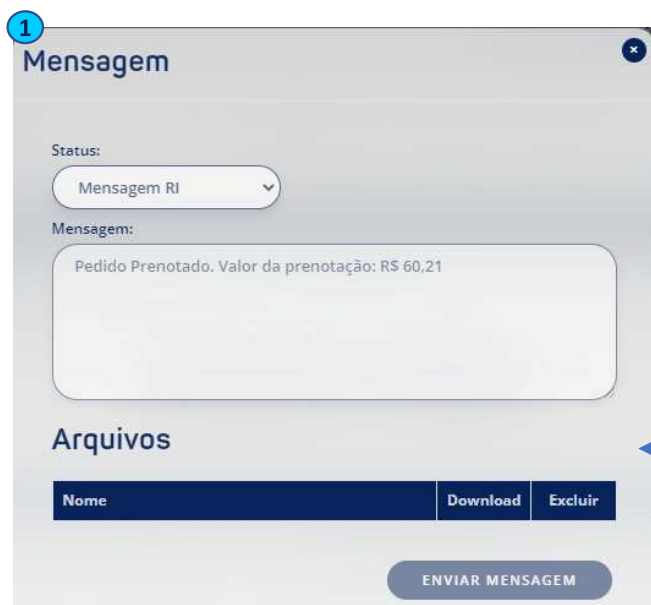 1
Mensagem
Status:
Mensagem RI
Mensagem:
Pedido Prenotado. Valor da prenotação: R$ 60,21
Arquivos
Nome Download Excluir
ENVIAR MENSAGEM